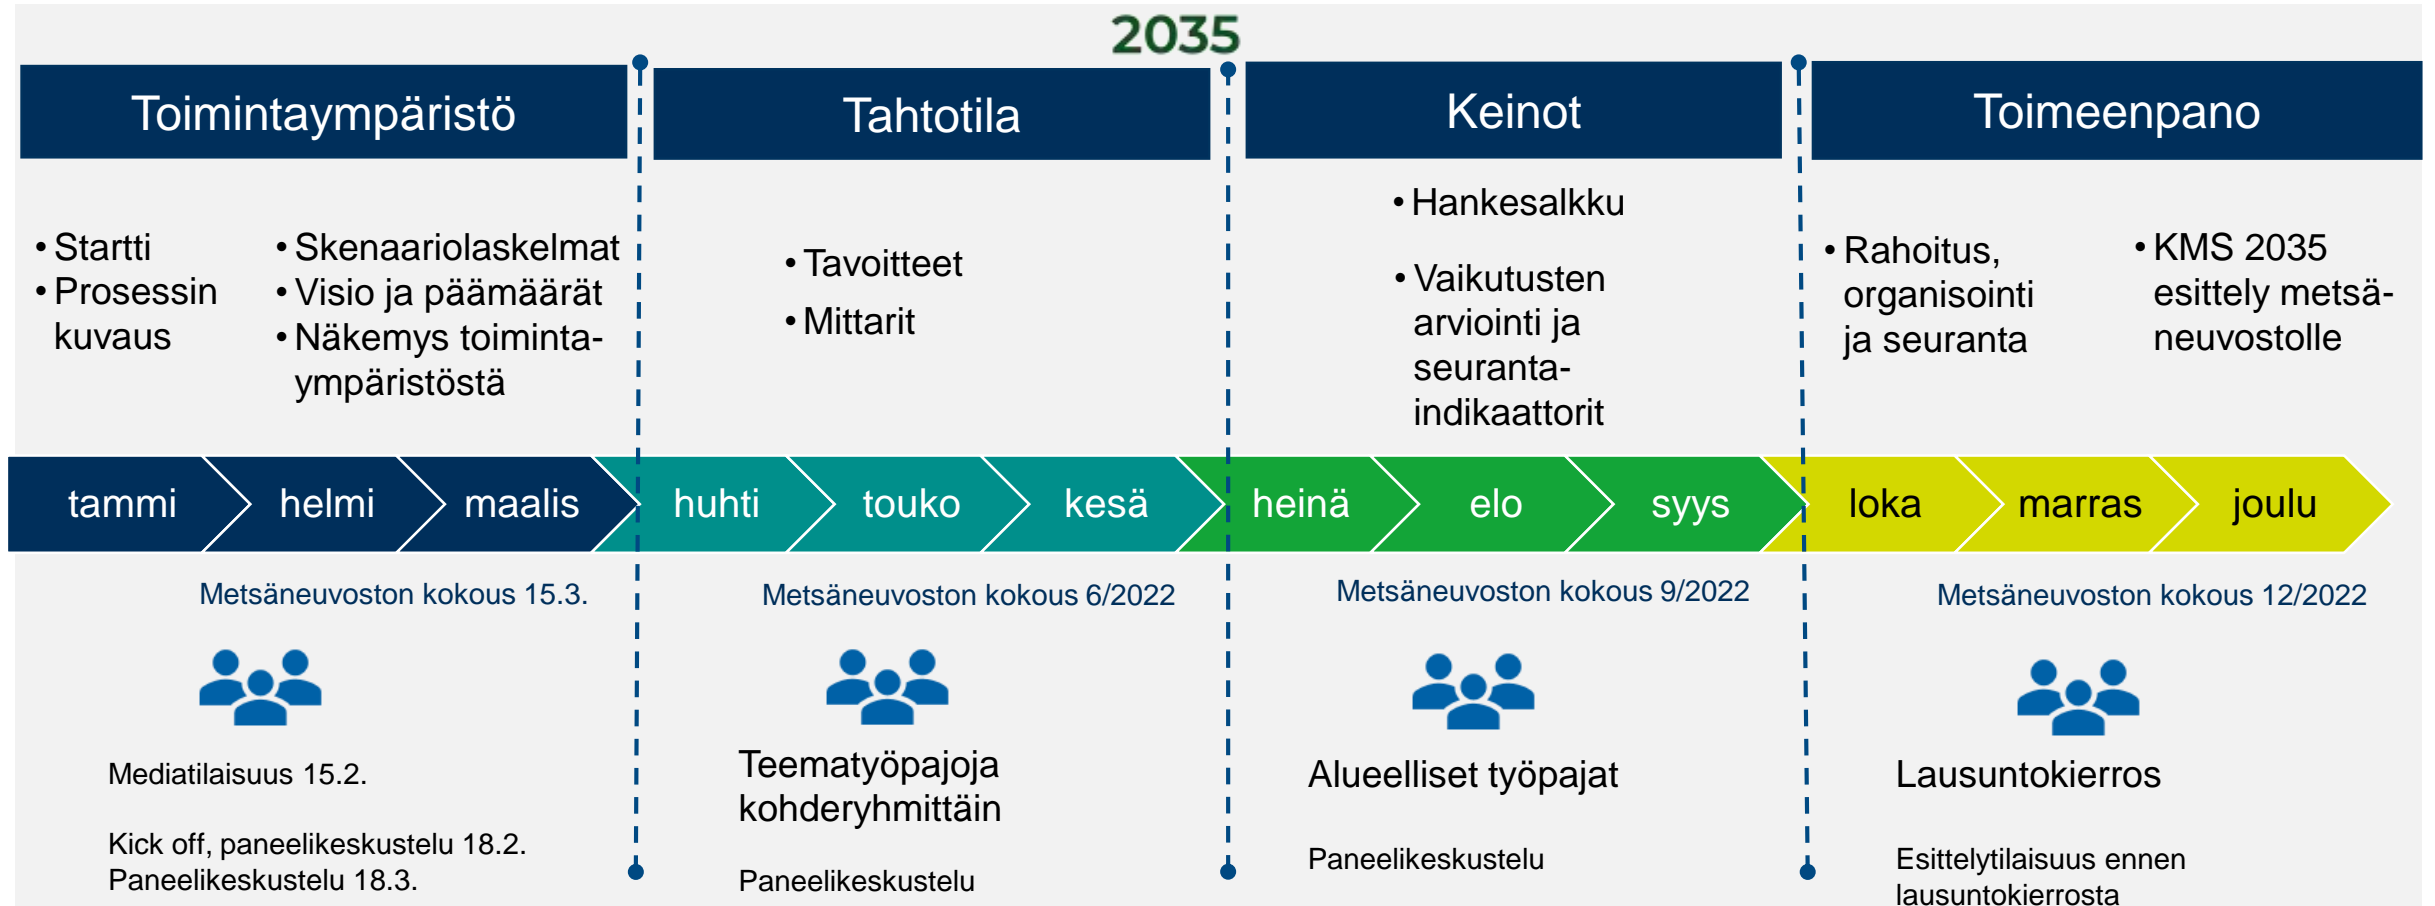 2035
Toimintaympäristö
Tahtotila
Keinot
Toimeenpano
• Startti
• Prosessin
kuvaus
• Skenaariolaskelmat
• Visio ja päämäärät
• Näkemys toiminta-
ympäristöstä
• Tavoitteet
• Mittarit
• Hankesalkku
• Vaikutusten
arviointi ja
seuranta-
indikaattorit
• Rahoitus,
organisointi
ja seuranta
• KMS 2035
esittely metsä-
neuvostolle
tammi
helmi
maalis
huhti
touko
kesä
heinä
elo
syys
loka
marras
joulu
Metsäneuvoston kokous 15.3.
Metsäneuvoston kokous 6/2022
Metsäneuvoston kokous 9/2022
Metsäneuvoston kokous 12/2022
Mediatilaisuus 15.2.
Kick off, paneelikeskustelu 18.2.
Paneelikeskustelu 18.3.
Teematyöpajoja
kohderyhmittäin
Paneelikeskustelu
Alueelliset työpajat
Paneelikeskustelu
Lausuntokierros
Esittelytilaisuus ennen
lausuntokierrosta